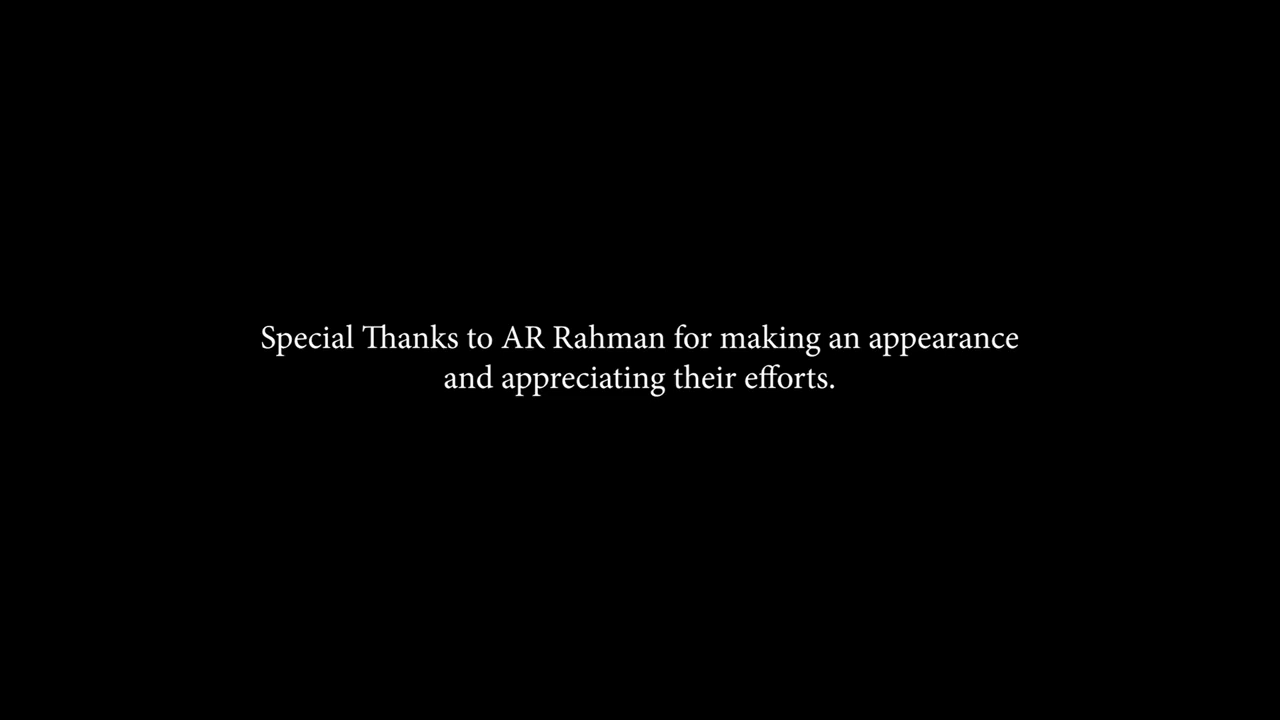 Special Thanks to AR Rahman for making an appearance
and appreciating their efforts.